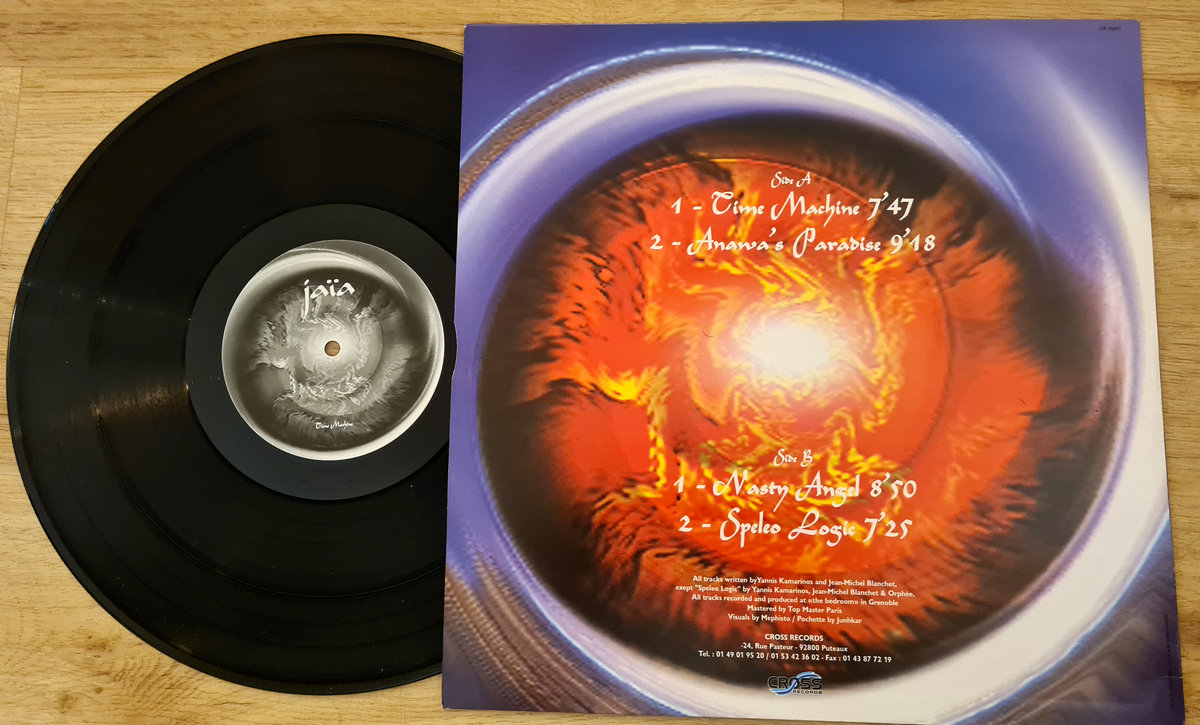 jaïa
Time Machine
Side A
1 - Time Machine 7'47
2 - Anawa's Paradise 9'18
Side B
1 - Nasty Angel 8'50
2 - Speleo Logic 7'25
All tracks written by Yannis Kamarinos and Jean-Michel Blanchet,
exept "Speleo Logic" by Yannis Kamarinos, Jean-Michel Blanchet & Orphée.
All tracks recorded and produced at «the bedroom» in Grenoble
Mastered by Top Master Paris
Visuals by Mephisto / Pochette by Junhkar
CROSS RECORDS
-24, Rue Pasteur - 92800 Puteaux
Tel. : 01 49 01 95 20 / 01 53 42 36 02 - Fax : 01 43 87 72 19
CROSS
RECORDS